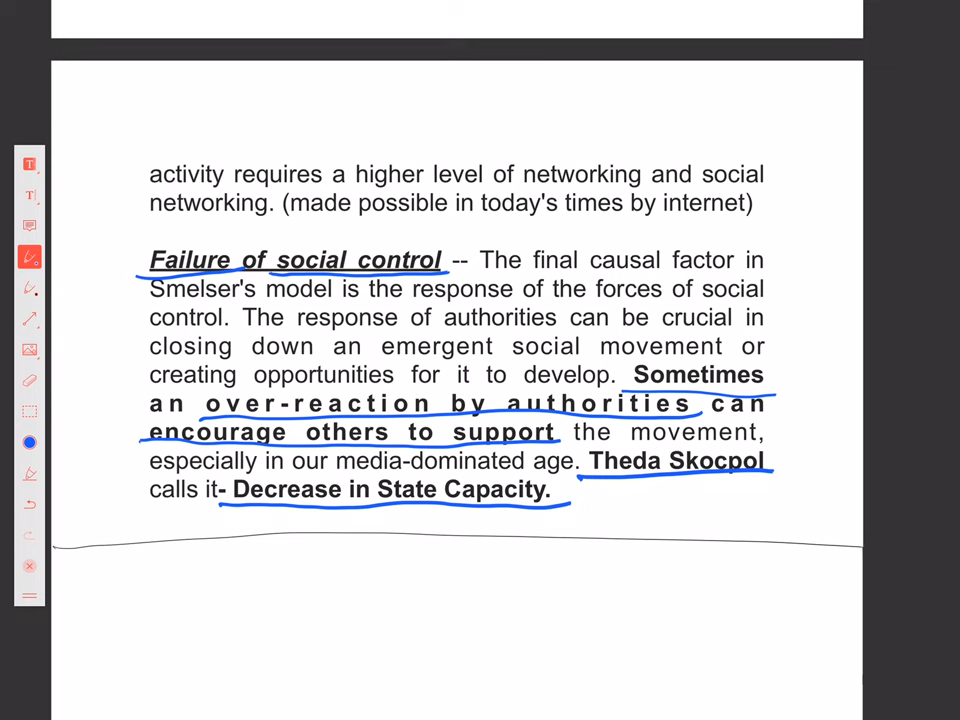 activity requires a higher level of networking and social
networking. (made possible in today's times by internet)
Failure of social control -- The final causal factor in
Smelser's model is the response of the forces of social
control. The response of authorities can be crucial in
closing down an emergent social movement or
creating opportunities for it to develop. Sometimes
an over-reaction by authorities can
encourage others to support the movement,
especially in our media-dominated age. Theda Skocpol
calls it- Decrease in State Capacity.